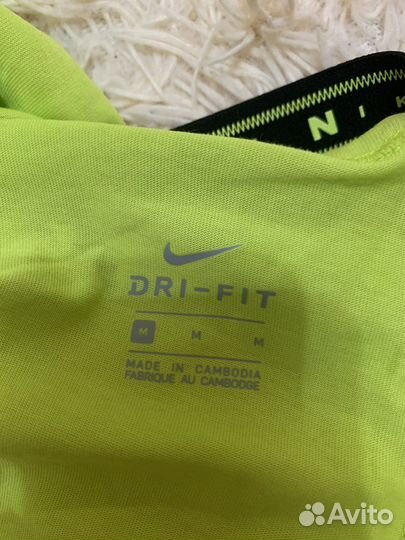 N I K
DRI-FIT
M M M
MADE IN CAMBODIA
FABRIQUE AU CAMBODGE
Avito